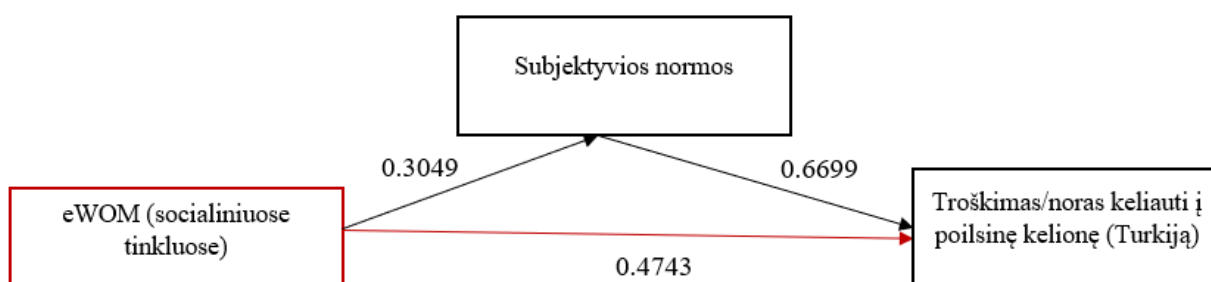 Subjektyvios normos
0.3049
0.6699
eWOM (socialiniuose
tinkluose)
Troškimas/noras keliauti į
poilsinę kelionę (Turkiją)
0.4743